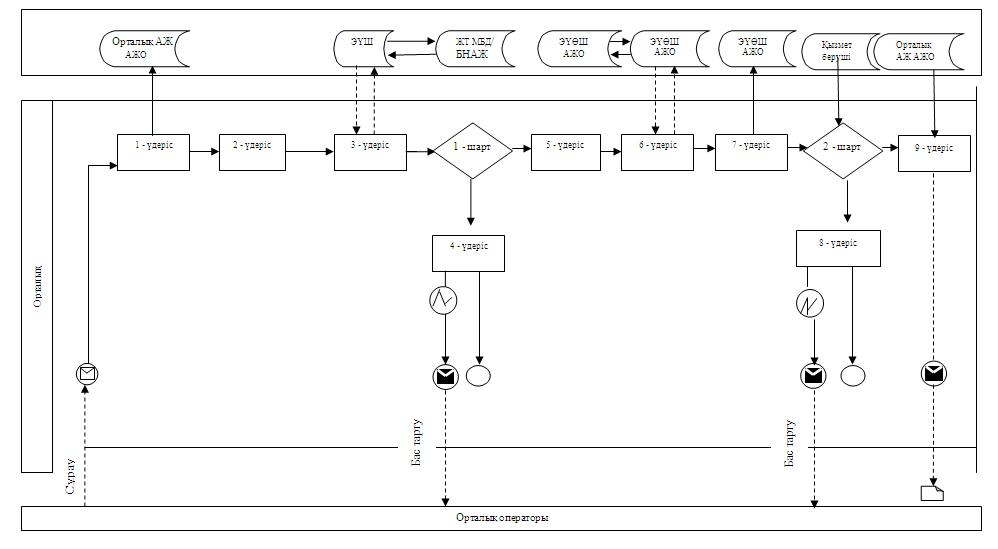 Орталық АЖ
АЖО
ЭҮШ
ЖТ МБД/
БНАЖ
ЭҮӨШ
АЖО
ЭҮӨШ
АЖО
ЭҮӨШ
АЖО
Қызмет
беруші
Орталық
АЖ АЖО
1 - үдеріс
2 - үдеріс
3 - үдеріс
1 - шарт
5 - үдеріс
6 - үдеріс
7 - үдеріс
2 - шарт
9 - үдеріс
4 - үдеріс
8 - үдеріс
Орталық
Сұрау
Бас тарту
Бас тарту
Орталық операторы